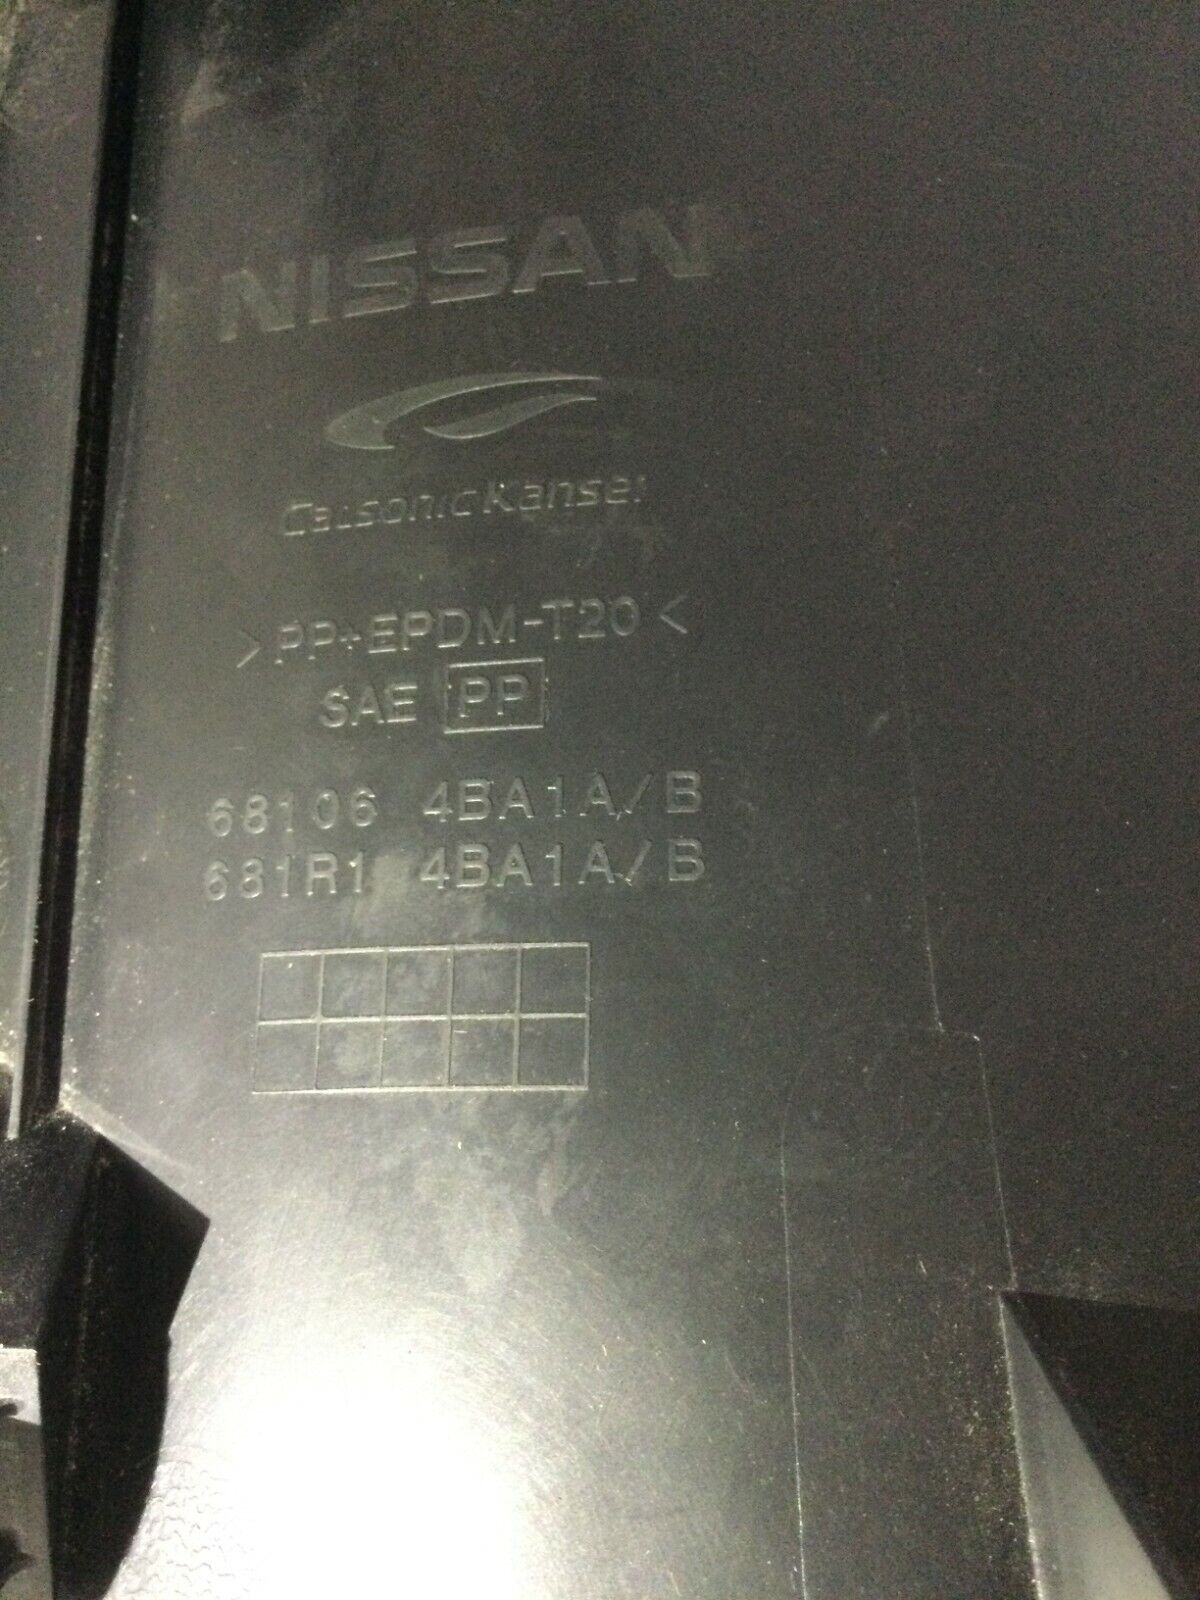 NISSAN
CalsonicKansei
>PP+EPDM-T20<
SAE PP
68106 4BA1A/B
681R1 4BA1A/B